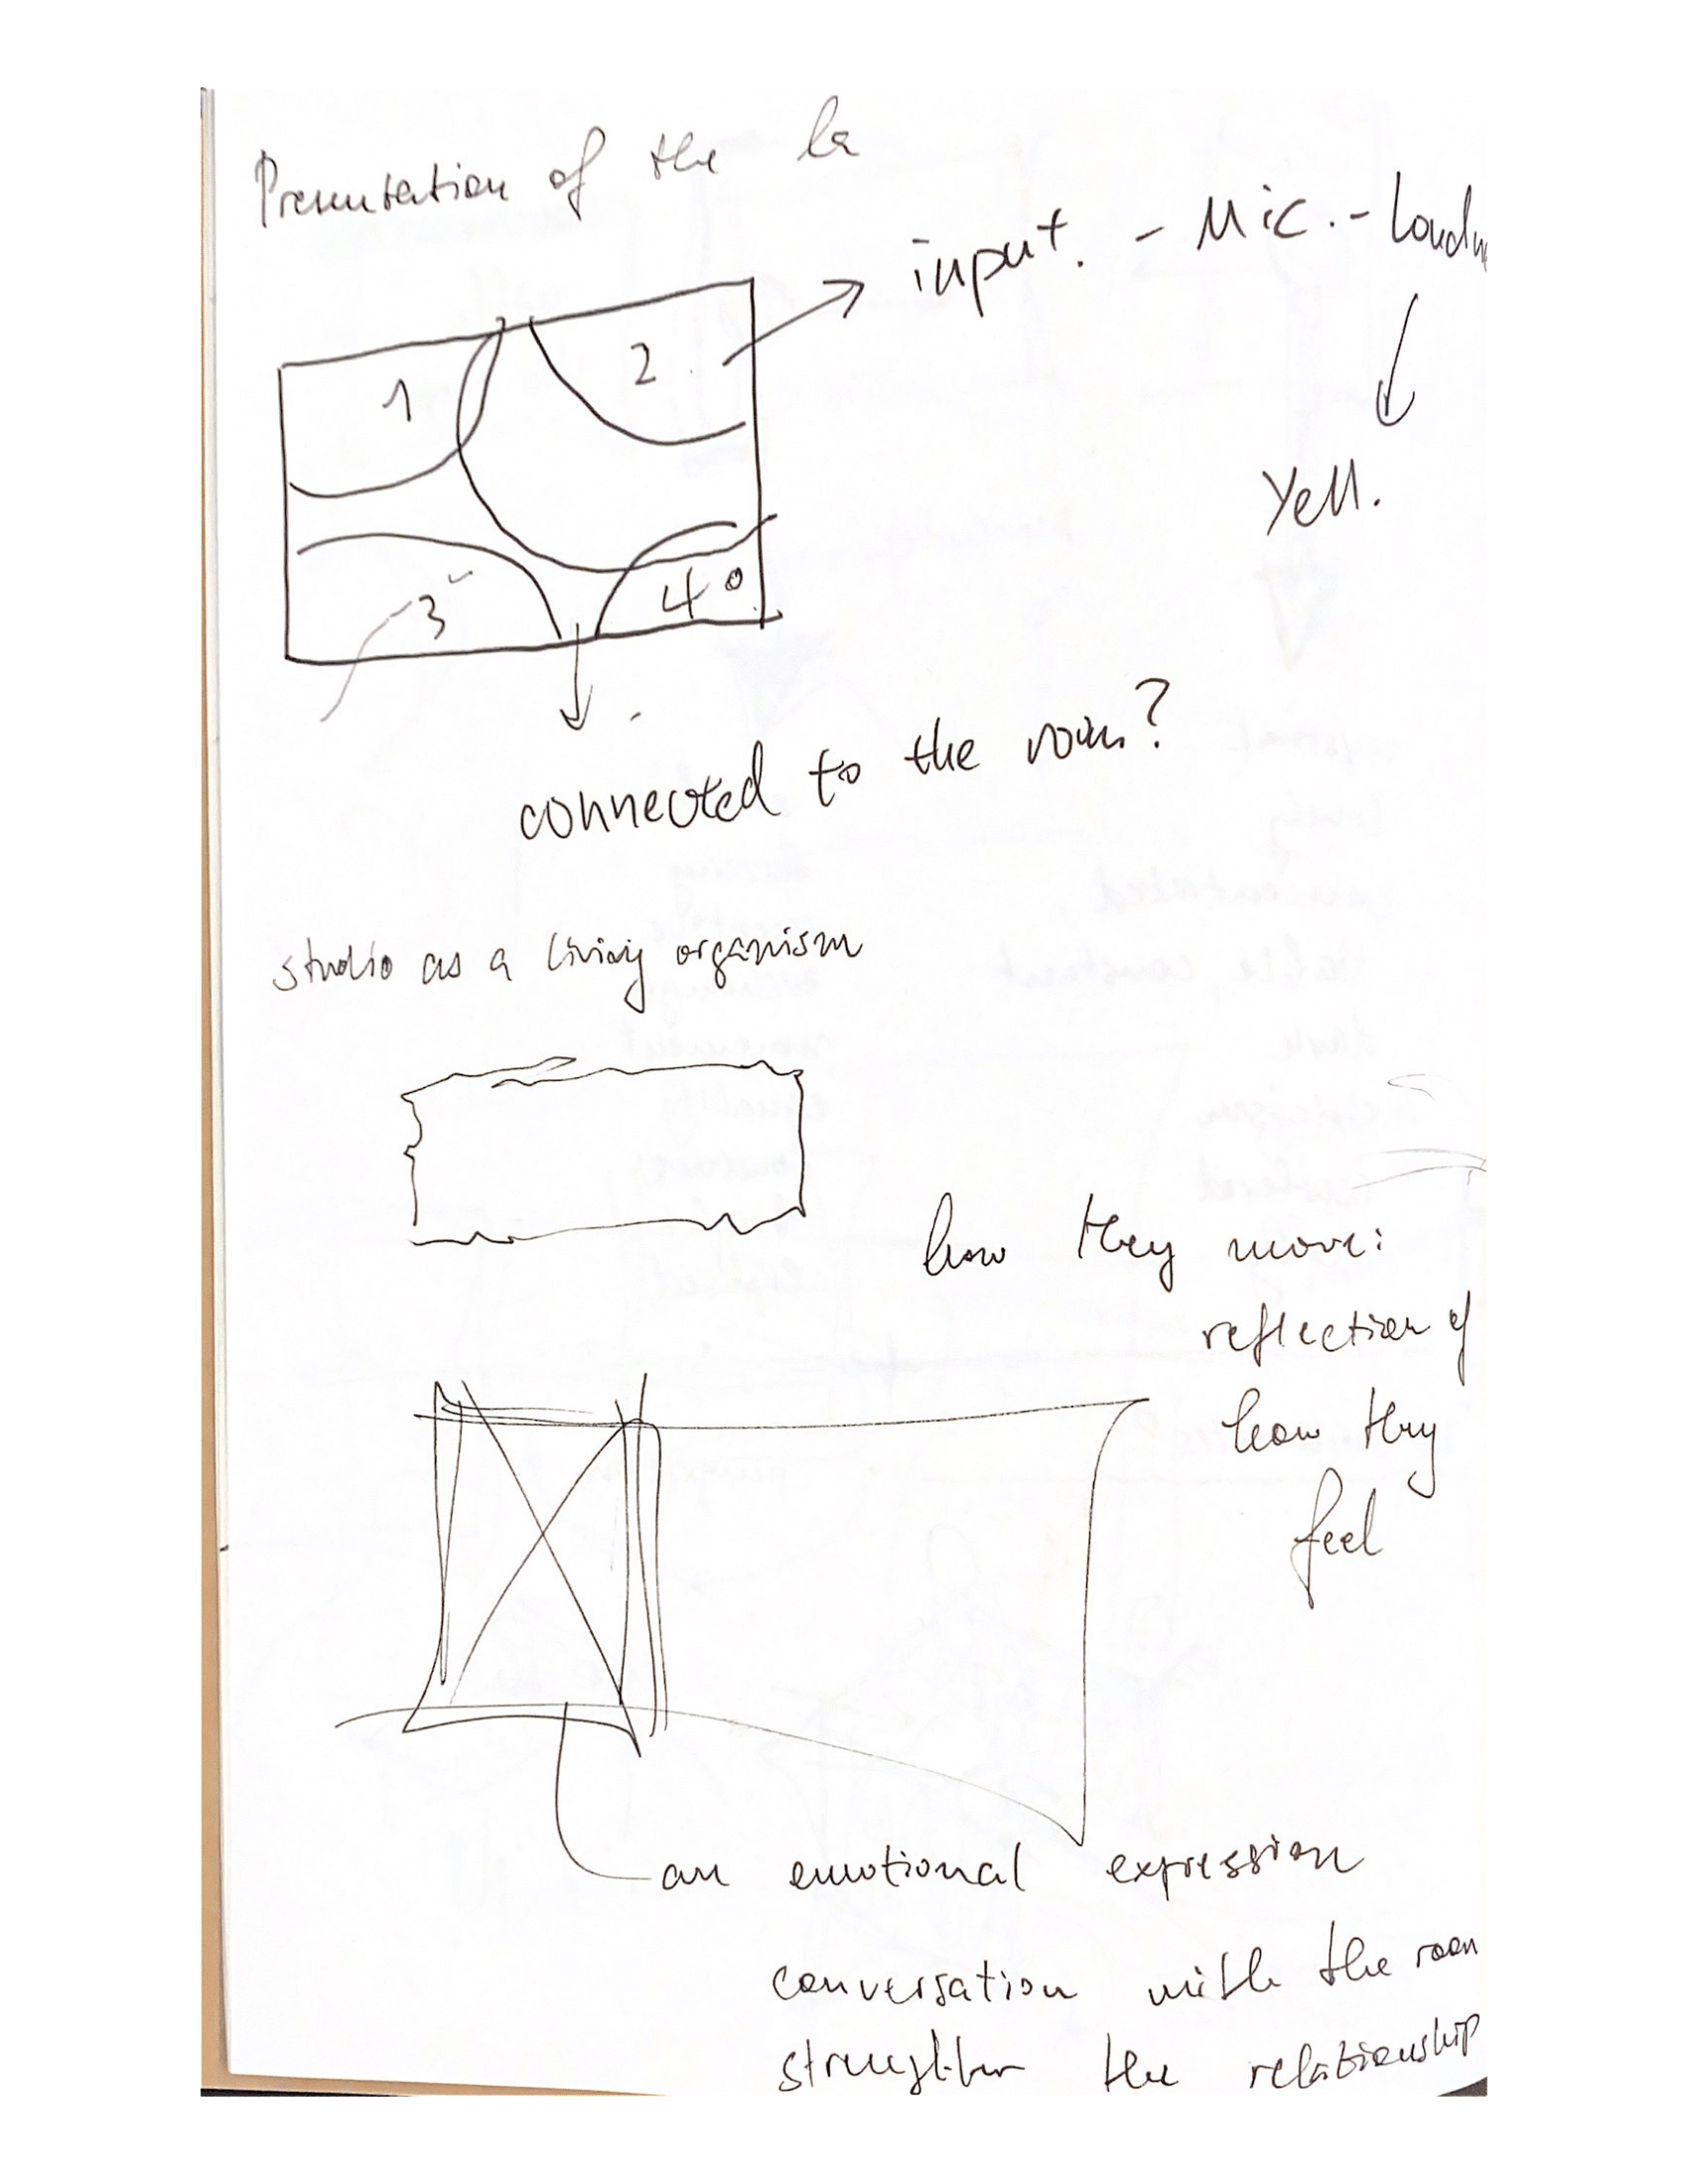 Presentation of the la
input. - Mic. - Loudn
1
2
Yell.
3
4
connected to the room?
studio as a living organism
how they move:
reflection of
how they
feel
an emotional expression
conversation with the room
strengthen the relationship